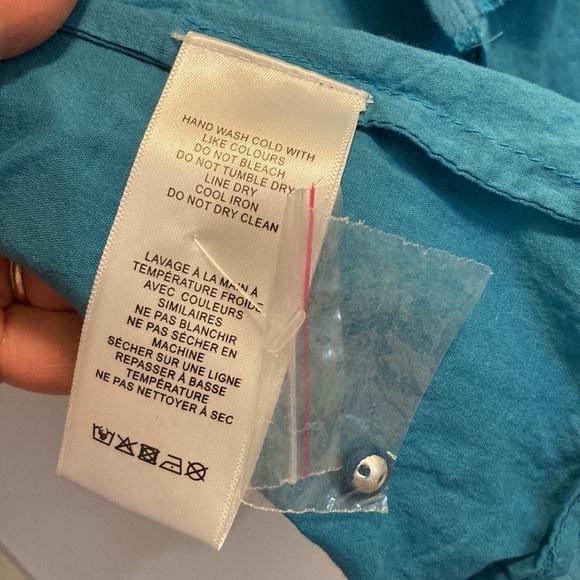 HAND WASH COLD WITH
LIKE COLOURS
DO NOT BLEACH
DO NOT TUMBLE DRY
LINE DRY
COOL IRON
DO NOT DRY CLEAN
LAVAGE À LA MAIN À
TEMPÉRATURE FROIDE
AVEC COULEURS
SIMILAIRES
NE PAS BLANCHIR
NE PAS SÉCHER EN
MACHINE
SÉCHER SUR UNE LIGNE
REPASSER À BASSE
TEMPÉRATURE
NE PAS NETTOYER À SEC